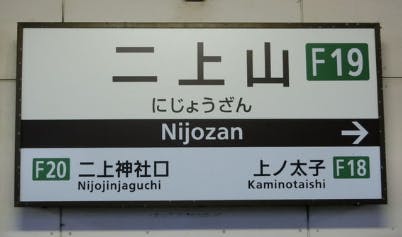 二上山 F19
にじょうざん
Nijozan →
F20 二上神社口 上ノ太子 F18
Nijojinjaguchi Kaminotaishi